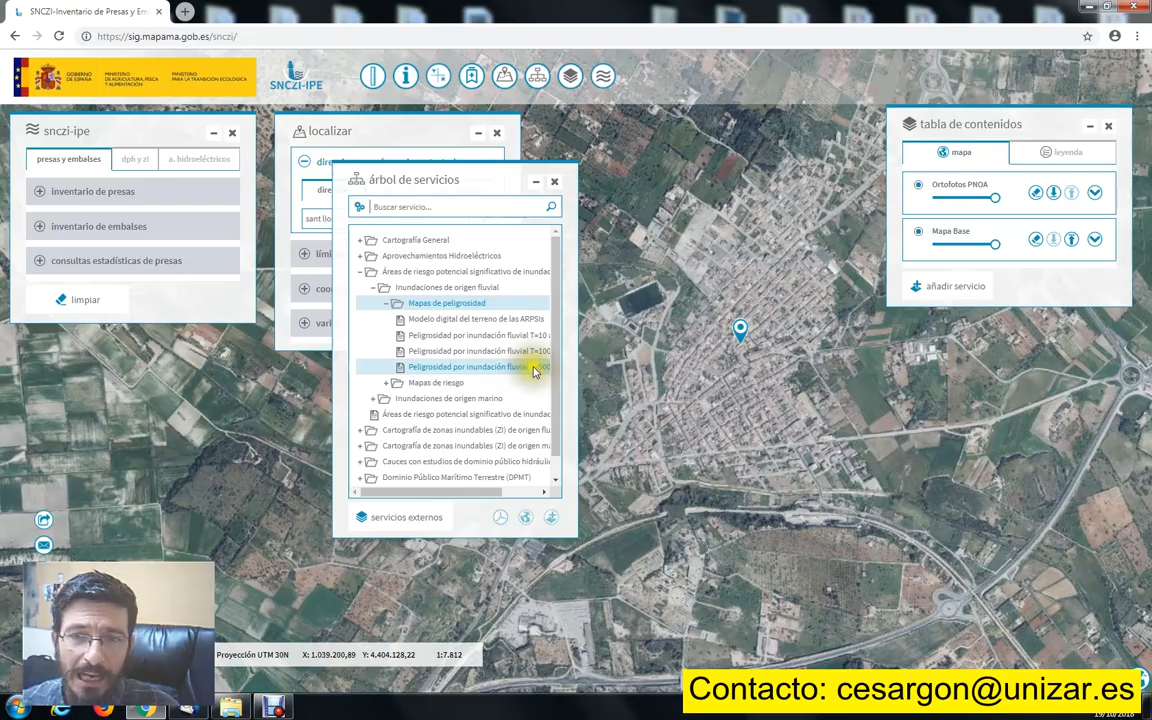 SNCZI-Inventario de Presas y Em
https://sig.mapama.gob.es/snczi/
GOBIERNO DE ESPAÑA
MINISTERIO DE AGRICULTURA, PESCA Y ALIMENTACIÓN
MINISTERIO PARA LA TRANSICIÓN ECOLÓGICA
SNCZI-IPE
snczi-ipe
presas y embalses
dph y zi
a. hidroeléctricos
inventario de presas
inventario de embalses
consultas estadísticas de presas
limpiar
localizar
árbol de servicios
Buscar servicio...
sant llo
Cartografía General
Aprovechamientos Hidroeléctricos
Áreas de riesgo potencial significativo de inundac
Inundaciones de origen fluvial
Mapas de peligrosidad
Modelo digital del terreno de las ARPSIs
Peligrosidad por inundación fluvial T=10
Peligrosidad por inundación fluvial T=100
Peligrosidad por inundación fluvial
Mapas de riesgo
Inundaciones de origen marino
Áreas de riesgo potencial significativo de inundac
Cartografía de zonas inundables (ZI) de origen flu
Cartografía de zonas inundables (ZI) de origen ma
Cauces con estudios de dominio público hidráulic
Dominio Público Marítimo Terrestre (DPMT)
servicios externos
tabla de contenidos
mapa
leyenda
Ortofotos PNOA
Mapa Base
añadir servicio
Proyección UTM 30N X: 1.039.200,89 Y: 4.404.128,22 1:7.812
Contacto: cesargon@unizar.es